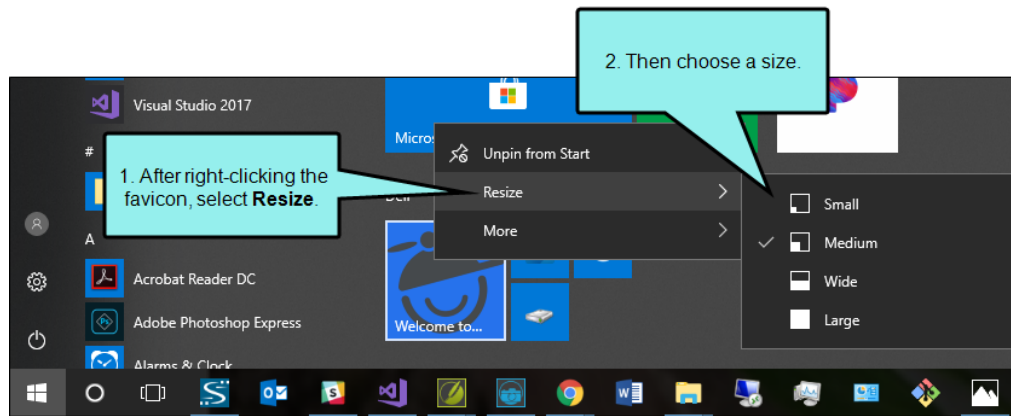 2. Then choose a size.
Visual Studio 2017
#
Unpin from Start
1. After right-clicking the
favicon, select Resize.
Resize
Small
More
A
Medium
Acrobat Reader DC
Wide
Adobe Photoshop Express
Welcome to...
Large
Alarms & Clock